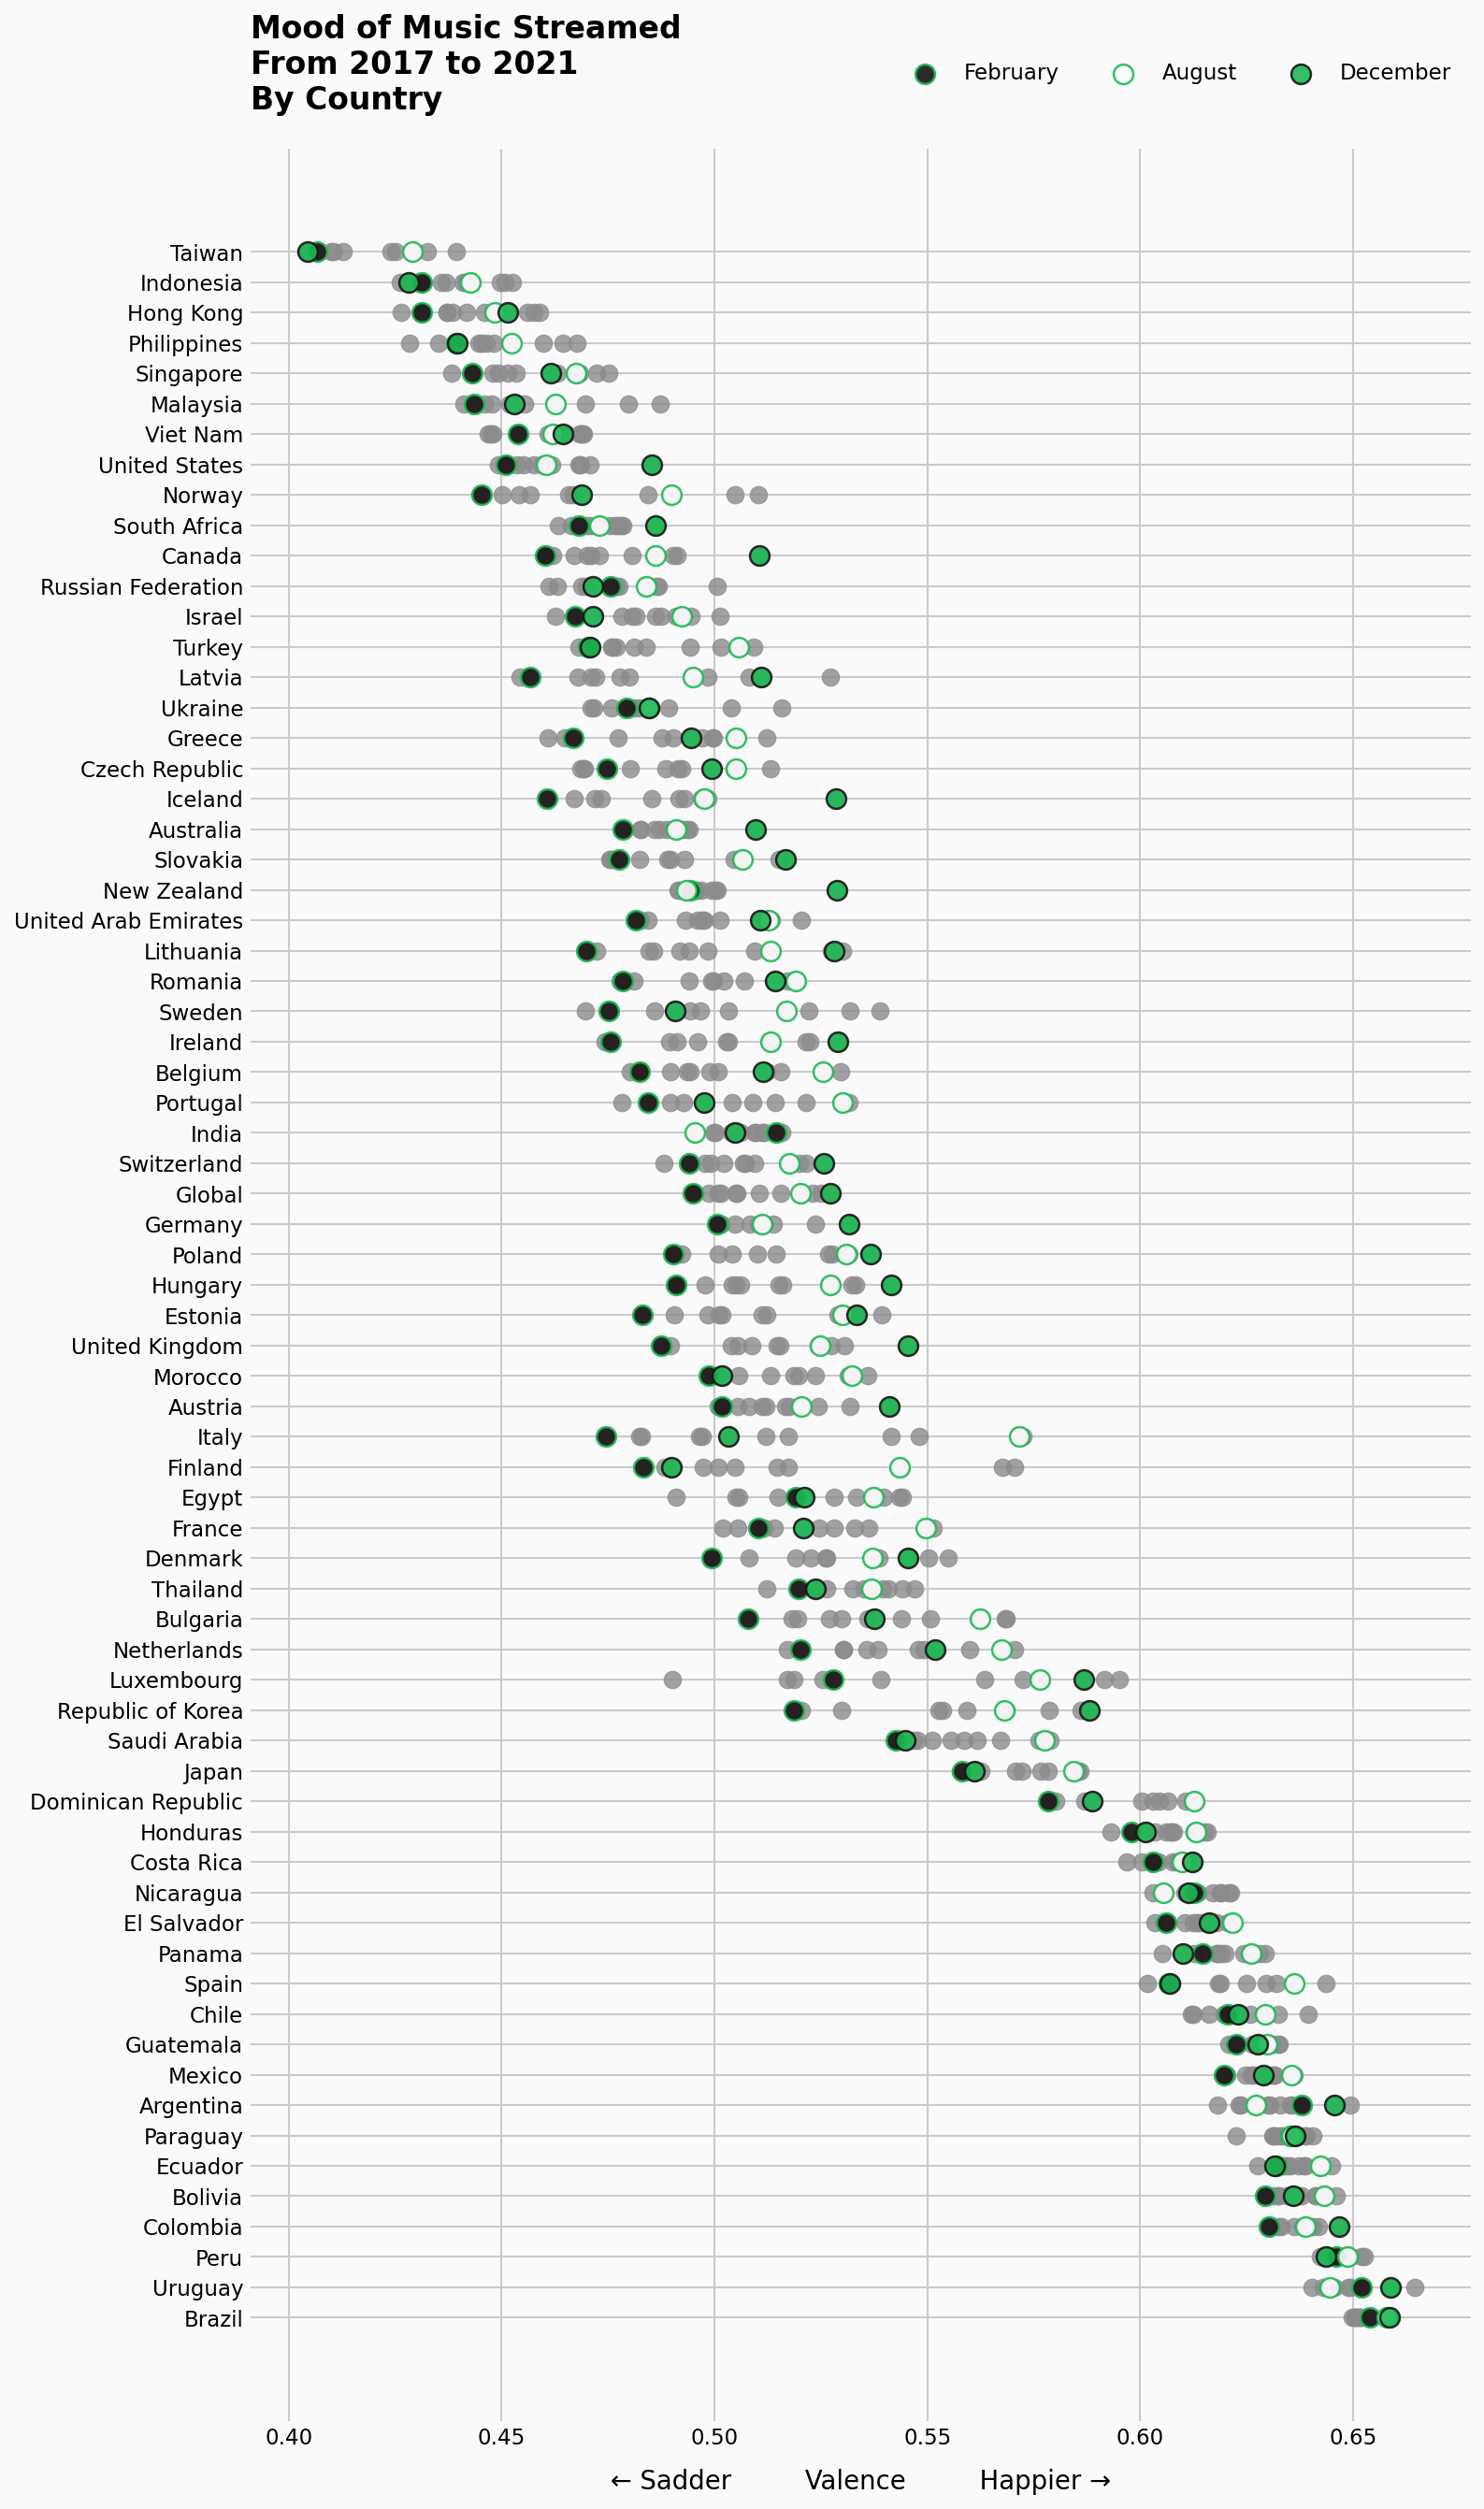 Mood of Music Streamed
From 2017 to 2021
By Country
February
August
December
Taiwan
Indonesia
Hong Kong
Philippines
Singapore
Malaysia
Viet Nam
United States
Norway
South Africa
Canada
Russian Federation
Israel
Turkey
Latvia
Ukraine
Greece
Czech Republic
Iceland
Australia
Slovakia
New Zealand
United Arab Emirates
Lithuania
Romania
Sweden
Ireland
Belgium
Portugal
India
Switzerland
Global
Germany
Poland
Hungary
Estonia
United Kingdom
Morocco
Austria
Italy
Finland
Egypt
France
Denmark
Thailand
Bulgaria
Netherlands
Luxembourg
Republic of Korea
Saudi Arabia
Japan
Dominican Republic
Honduras
Costa Rica
Nicaragua
El Salvador
Panama
Spain
Chile
Guatemala
Mexico
Argentina
Paraguay
Ecuador
Bolivia
Colombia
Peru
Uruguay
Brazil
0.40 0.45 0.50 0.55 0.60 0.65
← Sadder Valence Happier →